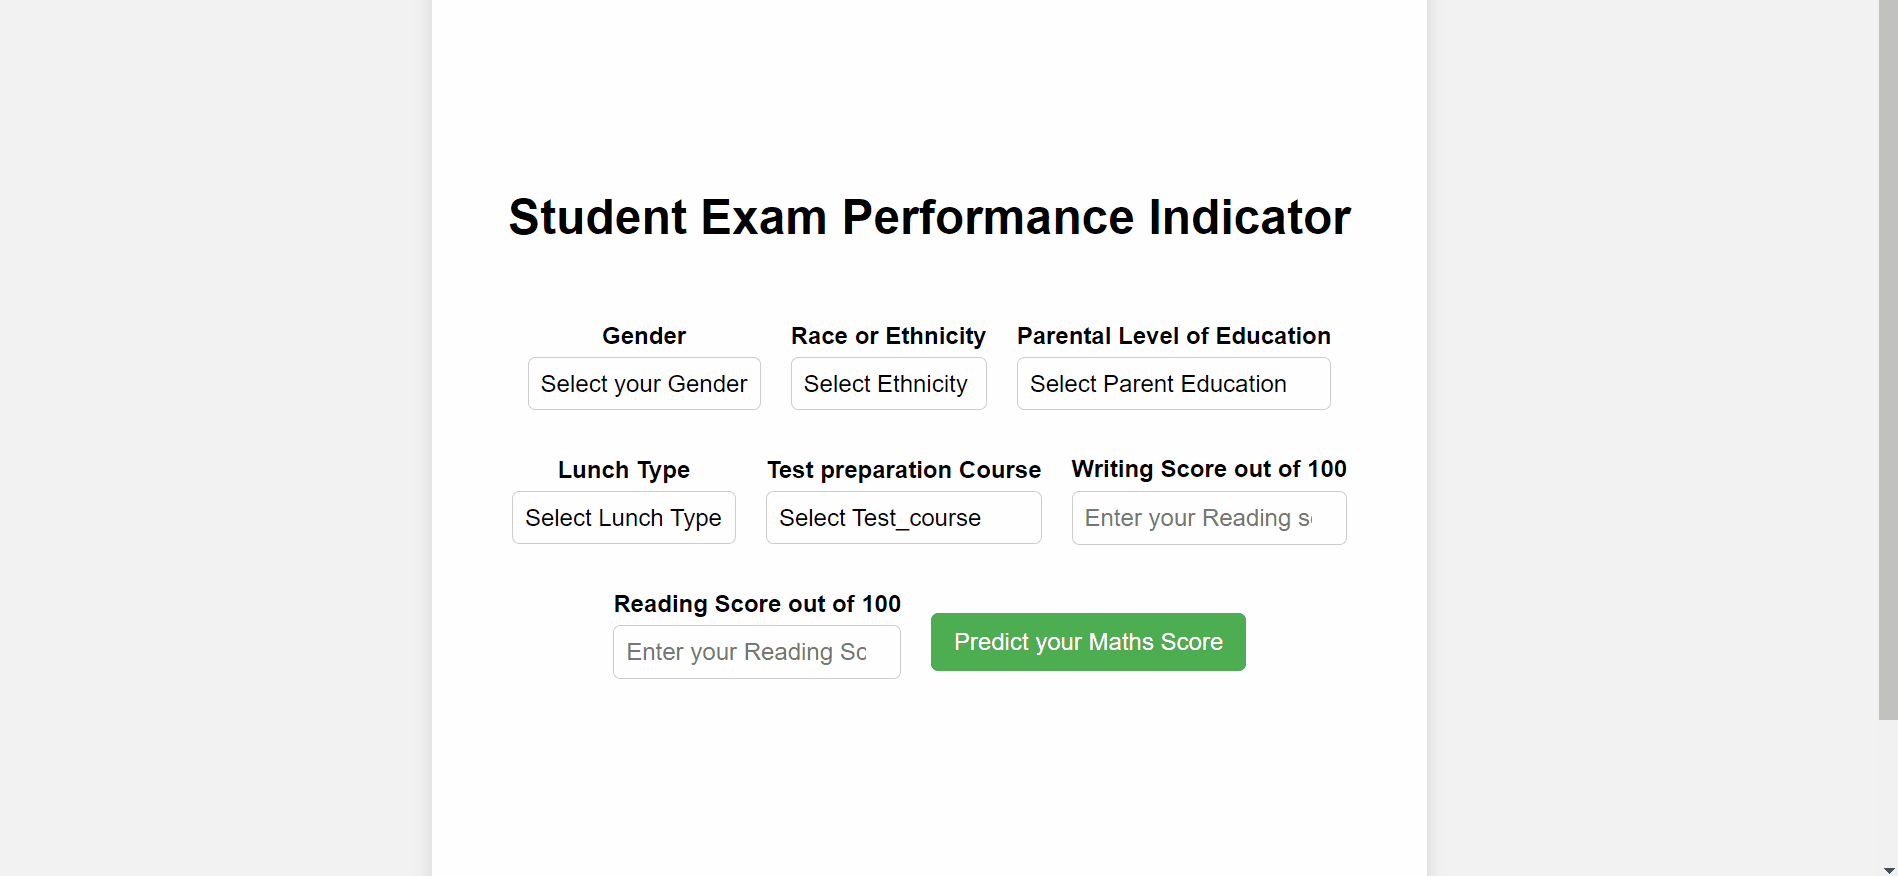 Student Exam Performance Indicator
Gender
Select your Gender
Race or Ethnicity
Select Ethnicity
Parental Level of Education
Select Parent Education
Lunch Type
Select Lunch Type
Test preparation Course
Select Test_course
Writing Score out of 100
Enter your Reading s
Reading Score out of 100
Enter your Reading Sc
Predict your Maths Score